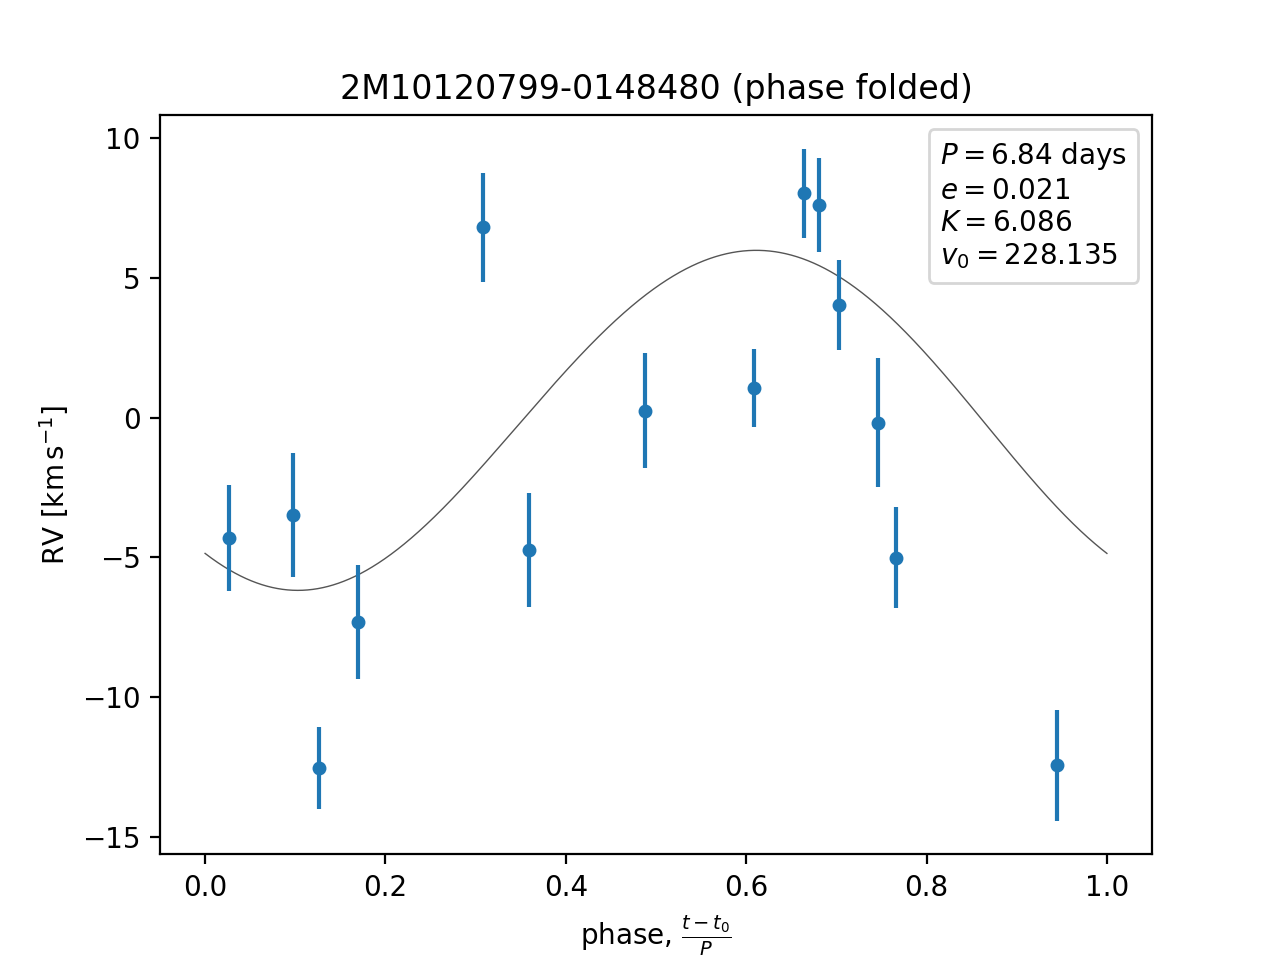 2M10120799-0148480 (phase folded)
P = 6.84 days
e = 0.021
K = 6.086
v₀ = 228.135
RV [km s⁻¹]
10
5
0
−5
−10
−15
0.0 0.2 0.4 0.6 0.8 1.0
phase, (t − t₀)/P